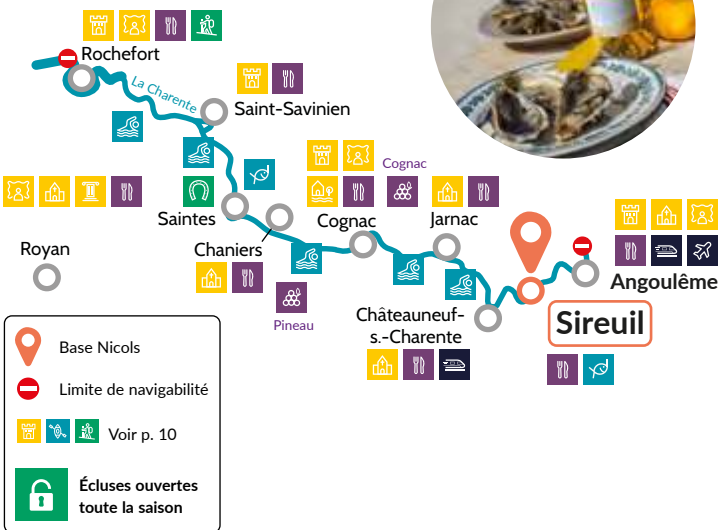 Rochefort
La Charente
Saint-Savinien
Cognac
Saintes
Chaniers
Cognac
Jarnac
Royan
Pineau
Châteauneuf-
s.-Charente
Angoulême
Sireuil
Base Nicols
Limite de navigabilité
Voir p. 10
Écluses ouvertes
toute la saison